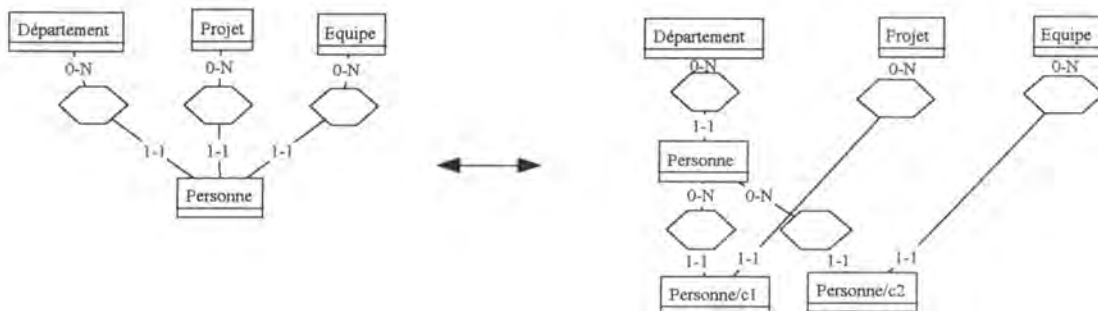 Département Projet Equipe
0-N 0-N 0-N
1-1 1-1 1-1
Personne
Département Projet Equipe
0-N 0-N 0-N
1-1
Personne
0-N 0-N
1-1 1-1 1-1 1-1
Personne/c1 Personne/c2